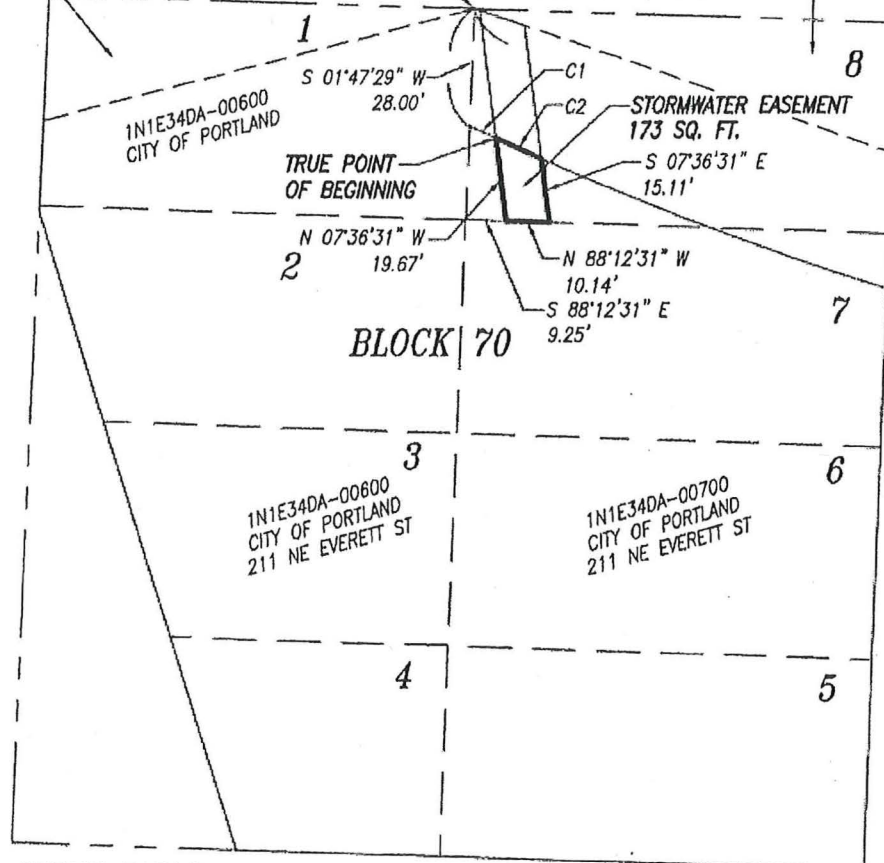 1
8
S 01°47'29" W
28.00'
C1
C2
1N1E34DA-00600
CITY OF PORTLAND
STORMWATER EASEMENT
173 SQ. FT.
TRUE POINT
OF BEGINNING
S 07°36'31" E
15.11'
N 07°36'31" W
19.67'
2
N 88°12'31" W
10.14'
S 88°12'31" E
9.25'
7
BLOCK 70
3
6
1N1E34DA-00600
CITY OF PORTLAND
211 NE EVERETT ST
1N1E34DA-00700
CITY OF PORTLAND
211 NE EVERETT ST
4
5